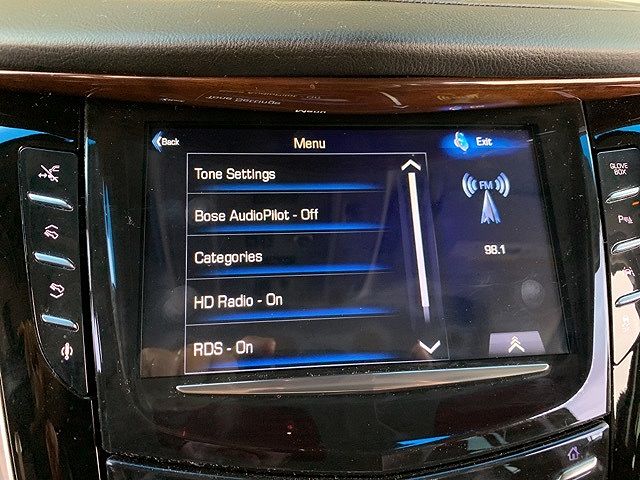 Back
Menu
Exit
Tone Settings
Bose AudioPilot - Off
Categories
HD Radio - On
RDS - On
FM
98.1
GLOVE
BOX